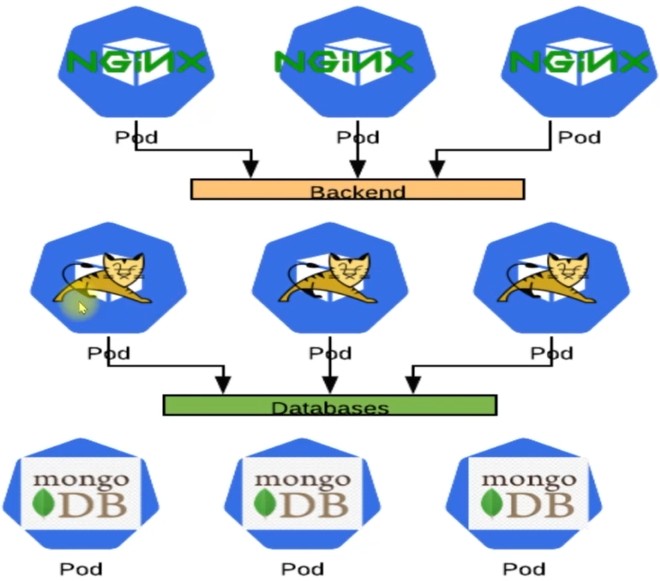 NGiNX NGiNX NGiNX
Pod Pod Pod
Backend
Pod Pod Pod
Databases
mongo mongo mongo
DB DB DB
Pod Pod Pod